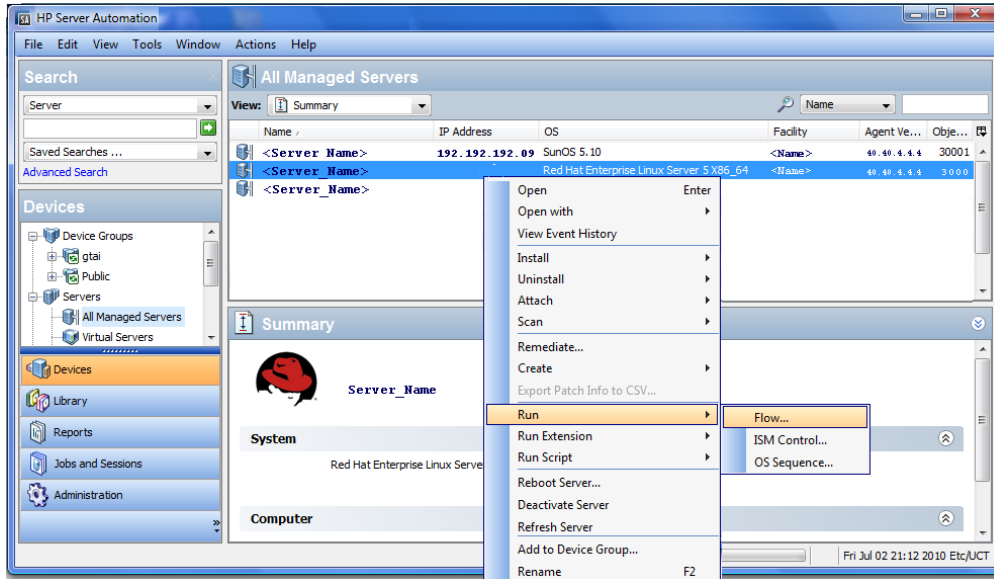 HP Server Automation
File Edit View Tools Window Actions Help
Search
Server
Saved Searches ...
Advanced Search
Devices
Device Groups
gtai
Public
Servers
All Managed Servers
Virtual Servers
Devices
Library
Reports
Jobs and Sessions
Administration
All Managed Servers
View: Summary Name
Name / IP Address OS Facility Agent Ve... Obje...
<Server Name> 192.192.192.09 SunOS 5.10 <Name> 40.40.4.4.4 30001
<Server_Name> Red Hat Enterprise Linux Server 5 X86_64 <Name> 40.40.4.4.4 3000
<Server_Name>
Summary
Server_Name
System
Red Hat Enterprise Linux Serve
Computer
Open Enter
Open with
View Event History
Install
Uninstall
Attach
Scan
Remediate...
Create
Export Patch Info to CSV...
Run
Run Extension
Run Script
Reboot Server...
Deactivate Server
Refresh Server
Add to Device Group...
Rename F2
Flow...
ISM Control...
OS Sequence...
Fri Jul 02 21:12 2010 Etc/UCT